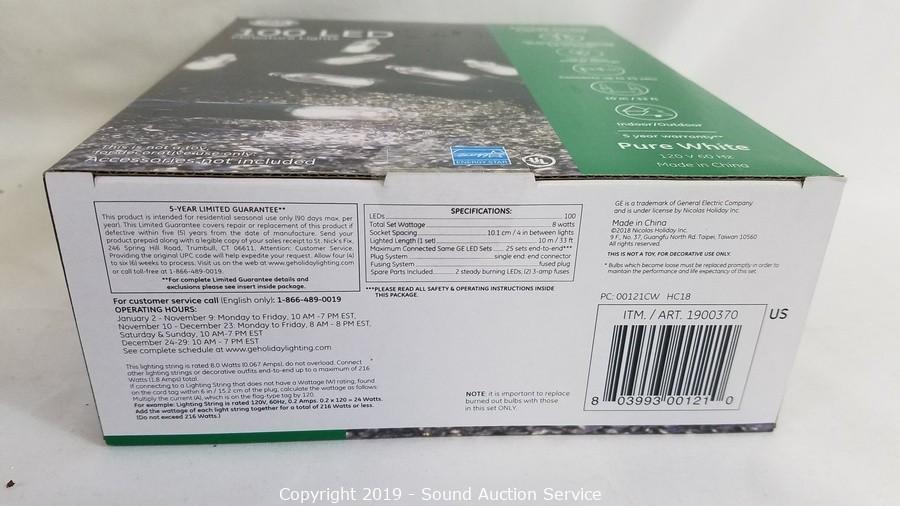 100 LED
Miniature Lights
This is not a toy,
for decorative use only.
Accessories not included
ENERGY STAR
UL
10 m / 33 ft
Indoor/Outdoor
5 year warranty**
Pure White
120 V 60 Hz
Made in China
5-YEAR LIMITED GUARANTEE**
This product is intended for residential seasonal use only (90 days max. per
year). This Limited Guarantee covers repair or replacement of this product if
defective within five (5) years from the date of manufacture. Send your
product prepaid along with a legible copy of your sales receipt to St. Nick's Fix,
246 Spring Hill Road, Trumbull, CT 06611, Attention: Customer Service.
Providing the original UPC code will help expedite your request. Allow four (4)
to six (6) weeks to process. Visit us on the web at www.geholidaylighting.com
or call toll-free at 1-866-489-0019.
**For complete Limited Guarantee details and
exclusions please see insert inside package.
For customer service call (English only): 1-866-489-0019
OPERATING HOURS:
January 2 - November 9: Monday to Friday, 10 AM -7 PM EST,
November 10 - December 23: Monday to Friday, 8 AM - 8 PM EST,
Saturday & Sunday, 10 AM-7 PM EST
December 24-29: 10 AM - 7 PM EST
See complete schedule at www.geholidaylighting.com
This lighting string is rated 8.0 Watts (0.067 Amps), do not overload. Connect
other lighting strings or decorative outfits end-to-end up to a maximum of 216
Watts (1.8 Amps) total.
If connecting to a Lighting String that does not have a Wattage (W) rating, found
on the cord tag within 6 in / 15.2 cm of the plug, calculate the wattage as follows:
Multiply the current (A), which is on the flag-type tag by 120.
For example: Lighting String is rated 120V, 60Hz, 0.2 Amps. 0.2 x 120 = 24 Watts.
Add the wattage of each light string together for a total of 216 Watts or less.
(Do not exceed 216 Watts.)
SPECIFICATIONS:
LEDs 100
Total Set Wattage 8 watts
Socket Spacing 10.1 cm / 4 in between lights
Lighted Length (1 set) 10 m / 33 ft
Maximum Connected Same GE LED Sets 25 sets end-to-end***
Plug System single end, end connector
Fusing System fused plug
Spare Parts Included 2 steady burning LEDs, (2) 3-amp fuses
***PLEASE READ ALL SAFETY & OPERATING INSTRUCTIONS INSIDE
THIS PACKAGE.
NOTE: it is important to replace
burned out bulbs with those
in this set ONLY.
GE is a trademark of General Electric Company
and is under license by Nicolas Holiday Inc.
Made in China
©2018 Nicolas Holiday Inc.
9 F., No. 37, Guangfu North Rd. Taipei, Taiwan 10560
All rights reserved.
THIS IS NOT A TOY, FOR DECORATIVE USE ONLY.
* Bulbs which become loose must be replaced promptly in order to
maintain the performance and life expectancy of this set.
PC: 00121CW HC18
ITM. / ART. 1900370
US
8 03993 00121 0
Copyright 2019 - Sound Auction Service